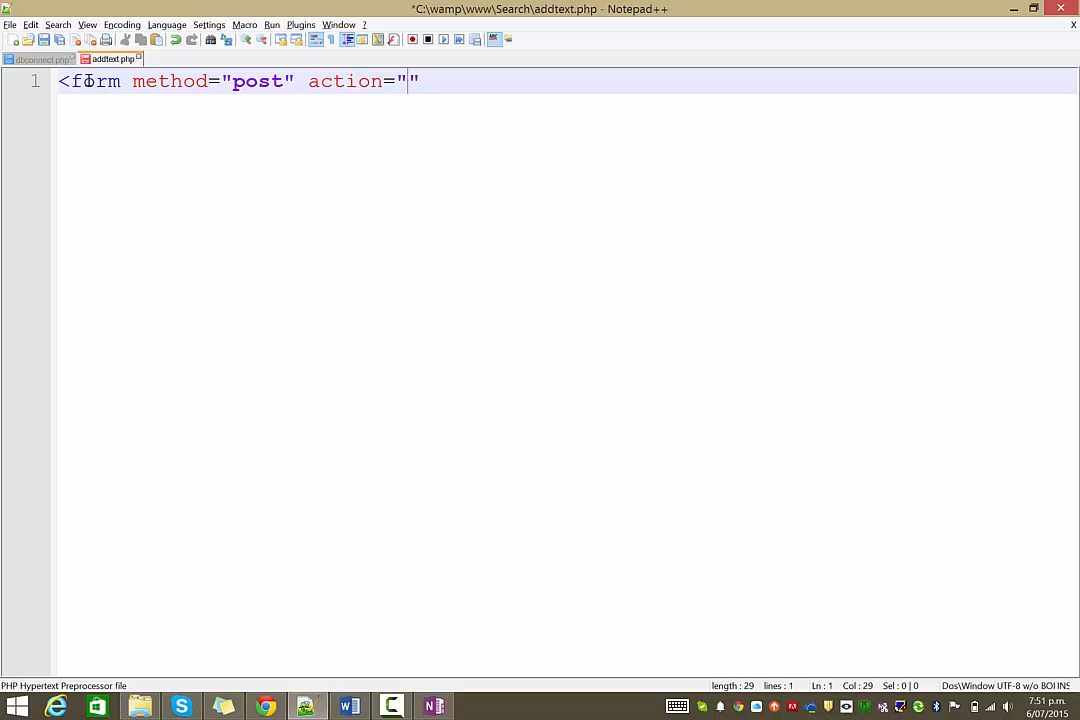 *C:\wamp\www\Search\addtext.php - Notepad++
File Edit Search View Encoding Language Settings Macro Run Plugins Window ? X
dbconnect.php addtext.php
1 <form method="post" action=""
PHP Hypertext Preprocessor file length : 29 lines : 1 Ln : 1 Col : 29 Sel : 0 | 0 Dos\Window UTF-8 w/o BOI INS
7:51 p.m.
6/07/2015